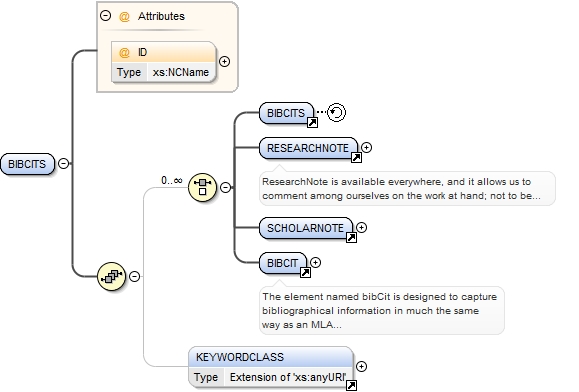 Attributes
@ ID
Type xs:NCName
BIBCITS
BIBCITS
RESEARCHNOTE
ResearchNote is available everywhere, and it allows us to
comment among ourselves on the work at hand; not to be...
0..∞
SCHOLARNOTE
BIBCIT
The element named bibCit is designed to capture
bibliographical information in much the same
way as an MLA...
KEYWORDCLASS
Type Extension of 'xs:anyURI'